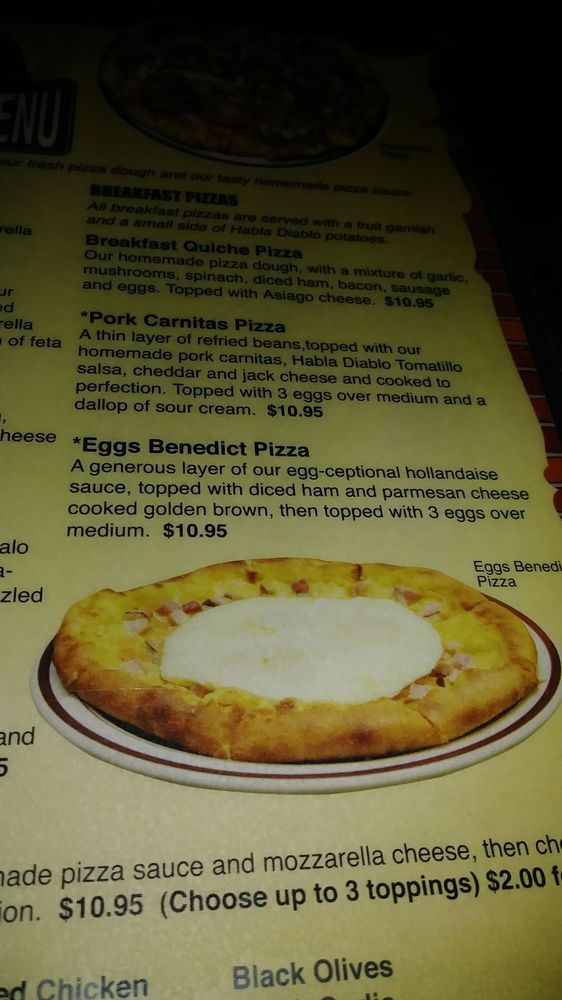 ENU
our fresh pizza dough and our tasty homemade pizza sauce.
Pizza
BREAKFAST PIZZAS
All breakfast pizzas are served with a fruit garnish
and a small side of Habla Diablo potatoes.
Breakfast Quiche Pizza
Our homemade pizza dough, with a mixture of garlic,
mushrooms, spinach, diced ham, bacon, sausage
and eggs. Topped with Asiago cheese. $10.95
*Pork Carnitas Pizza
A thin layer of refried beans,topped with our
homemade pork carnitas, Habla Diablo Tomatillo
salsa, cheddar and jack cheese and cooked to
perfection. Topped with 3 eggs over medium and a
dallop of sour cream. $10.95
*Eggs Benedict Pizza
A generous layer of our egg-ceptional hollandaise
sauce, topped with diced ham and parmesan cheese
cooked golden brown, then topped with 3 eggs over
medium. $10.95
Eggs Benedi
Pizza
rella
ur
ed
rella
of feta
heese
alo
a-
zled
and
5
made pizza sauce and mozzarella cheese, then ch
ion. $10.95 (Choose up to 3 toppings) $2.00 f
ed Chicken
Black Olives